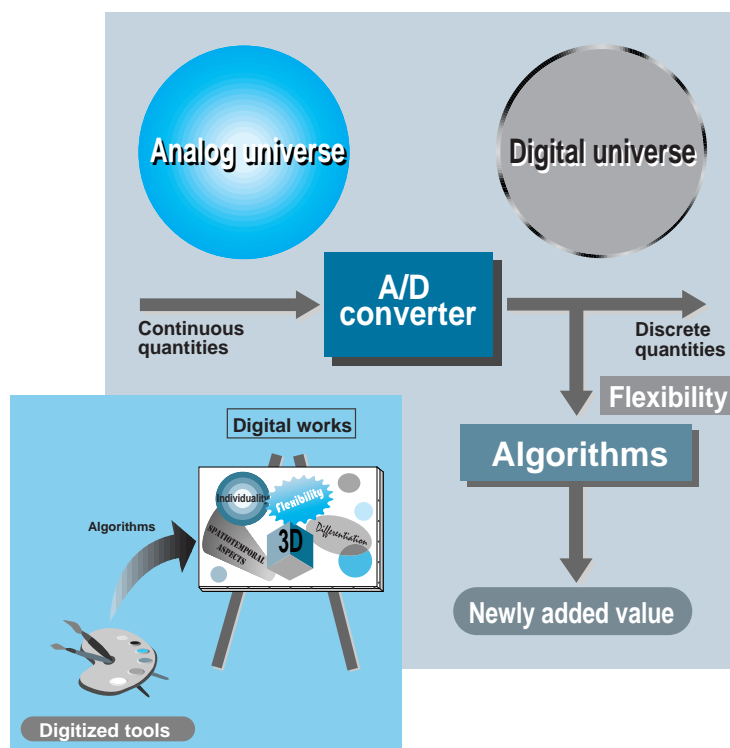 Analog universe
Digital universe
A/D
converter
Continuous
quantities
Discrete
quantities
Flexibility
Algorithms
Newly added value
Digital works
Individuality
Flexibility
SPATIOTEMPORAL
ASPECTS
3D
Differentiation
Algorithms
Digitized tools